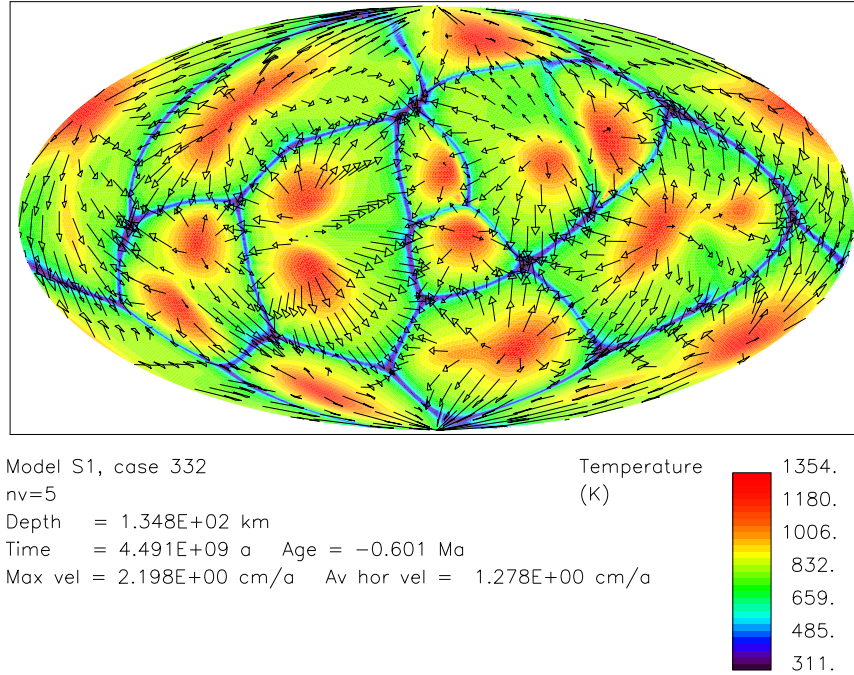 Model S1, case 332
nv=5
Depth = 1.348E+02 km
Time = 4.491E+09 a Age = -0.601 Ma
Max vel = 2.198E+00 cm/a Av hor vel = 1.278E+00 cm/a
Temperature
(K)
1354.
1180.
1006.
832.
659.
485.
311.